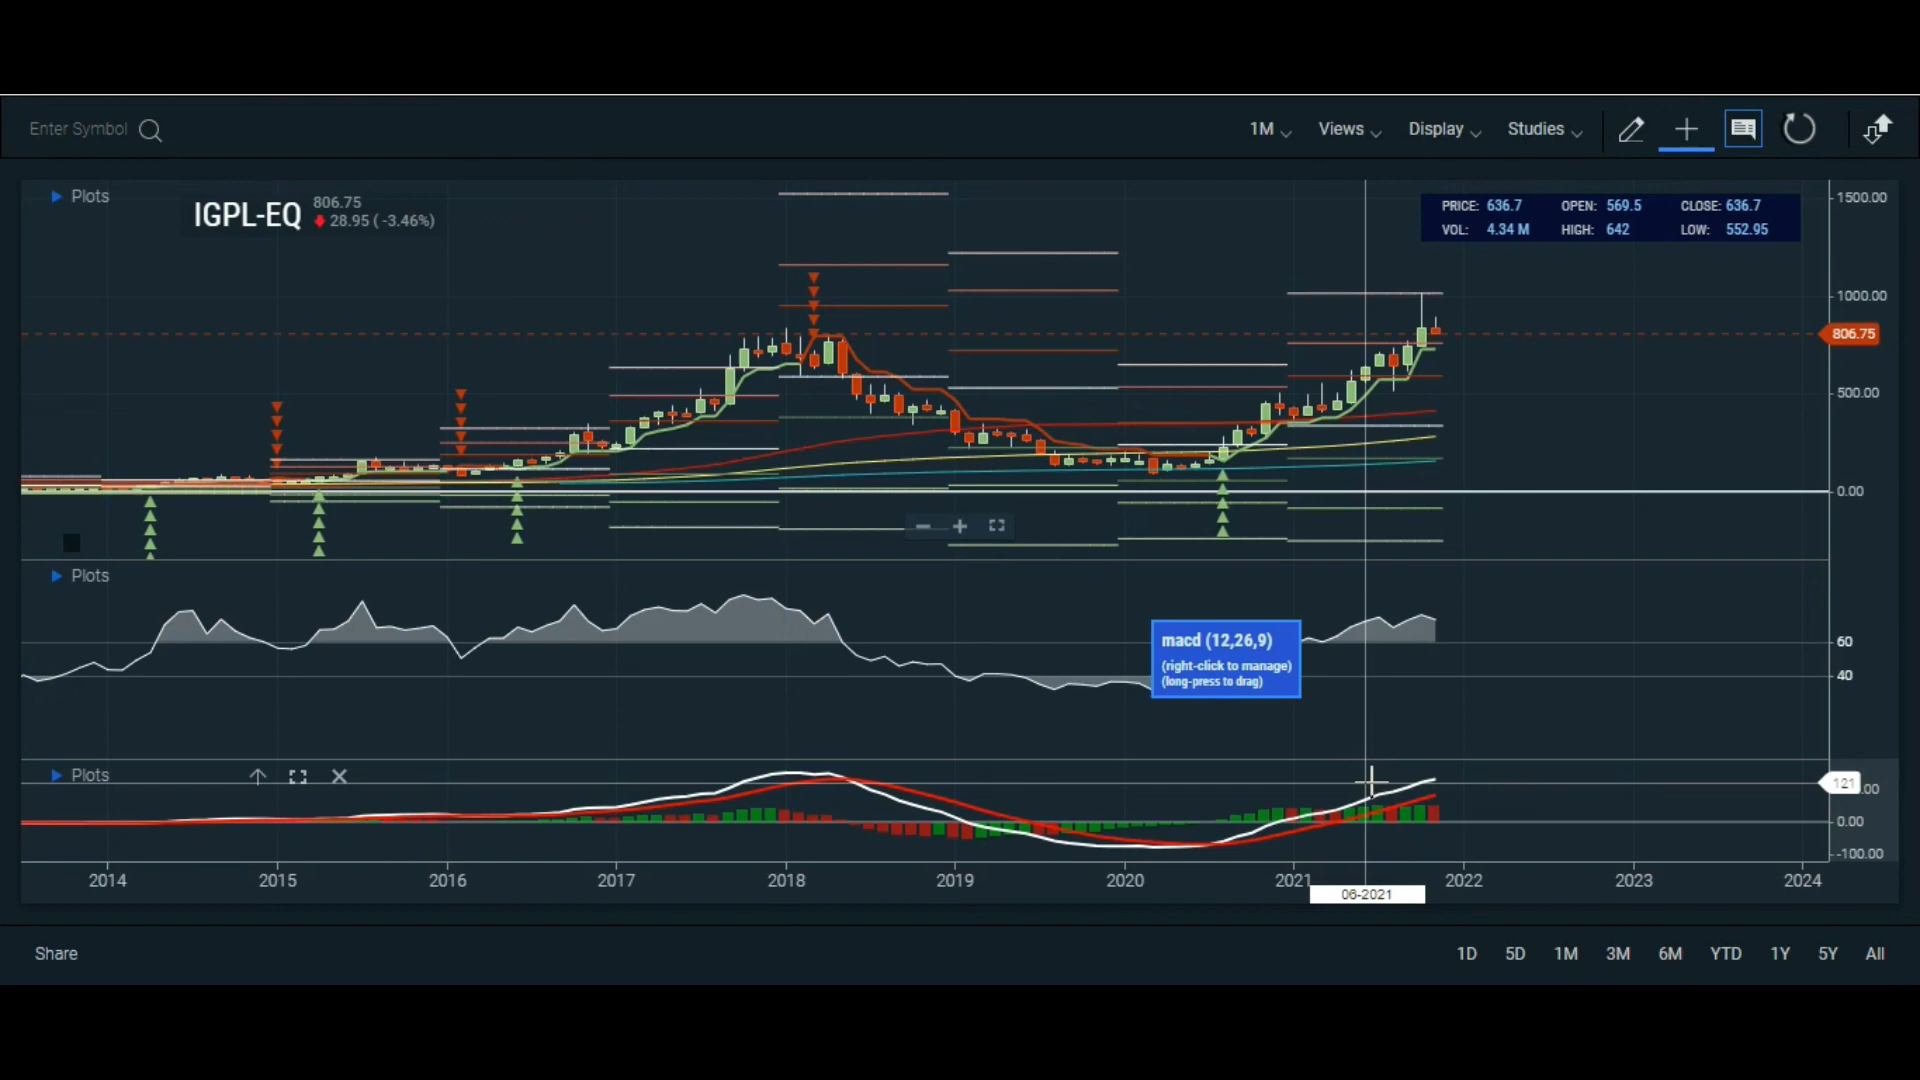 Enter Symbol
1M Views Display Studies
Plots
IGPL-EQ 806.75
28.95 ( -3.46%)
PRICE: 636.7 OPEN: 569.5 CLOSE: 636.7
VOL: 4.34 M HIGH: 642 LOW: 552.95
1500.00
1000.00
806.75
500.00
0.00
Plots
macd (12,26,9)
(right-click to manage)
(long-press to drag)
60
40
Plots
121 .00
0.00
-100.00
2014 2015 2016 2017 2018 2019 2020 2021 2022 2023 2024
06-2021
Share
1D 5D 1M 3M 6M YTD 1Y 5Y All